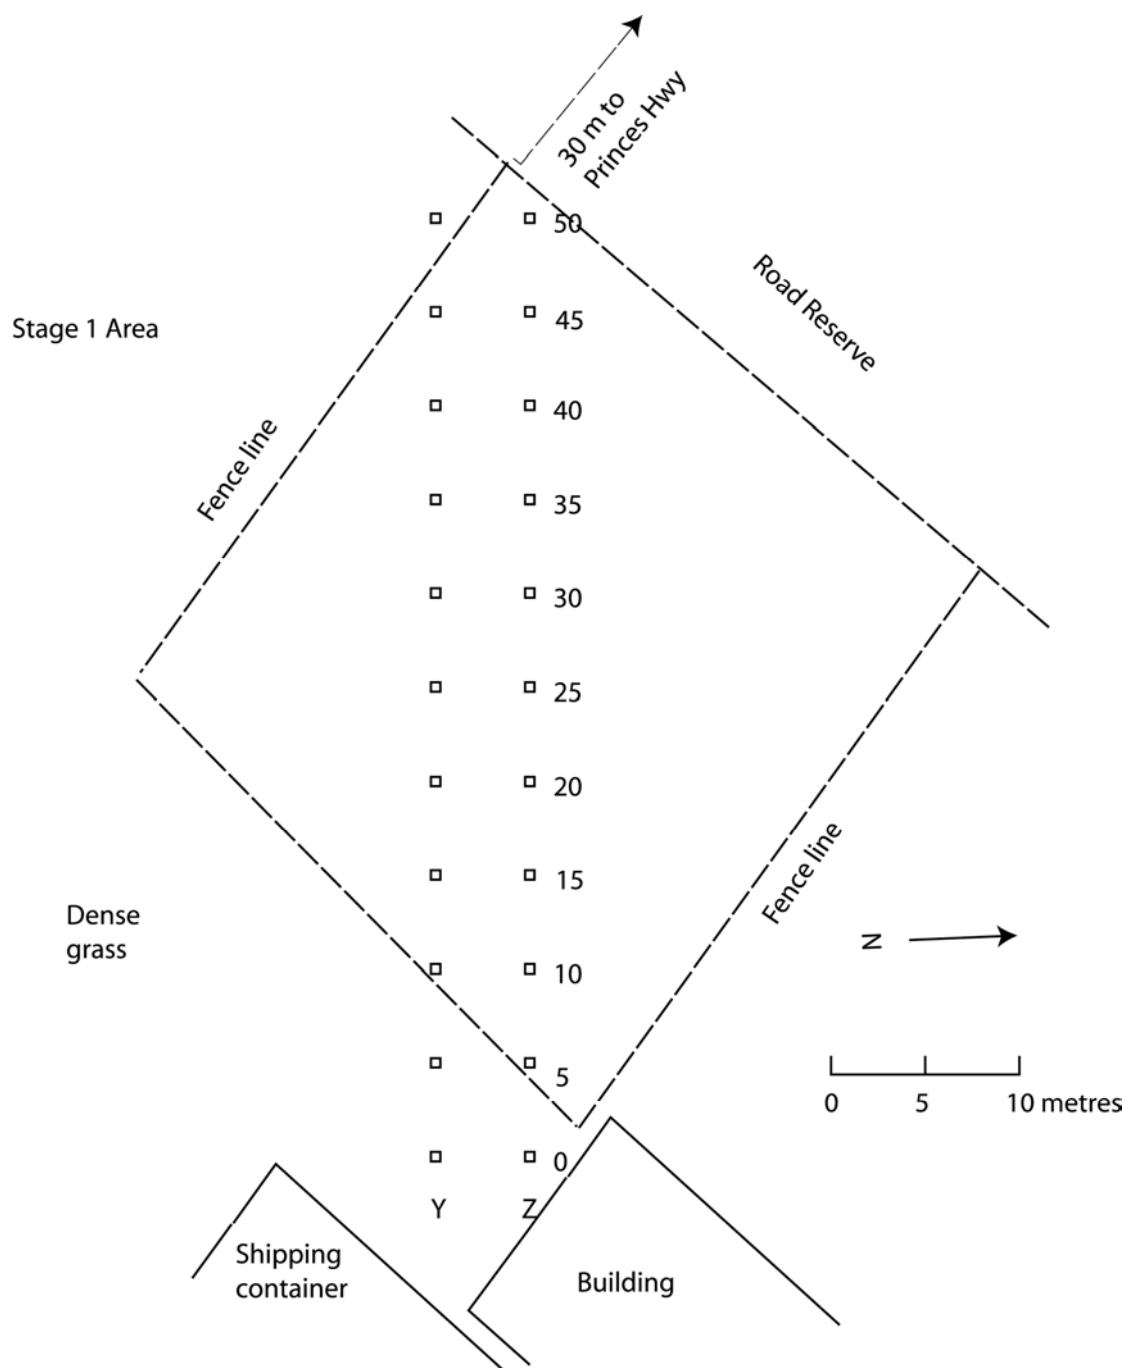 30 m to
Princes Hwy
50
Road Reserve
45
Stage 1 Area
40
Fence line
35
30
25
20
Fence line
15
Dense
grass
N
10
5
0 5 10 metres
0
Y Z
Shipping
container
Building